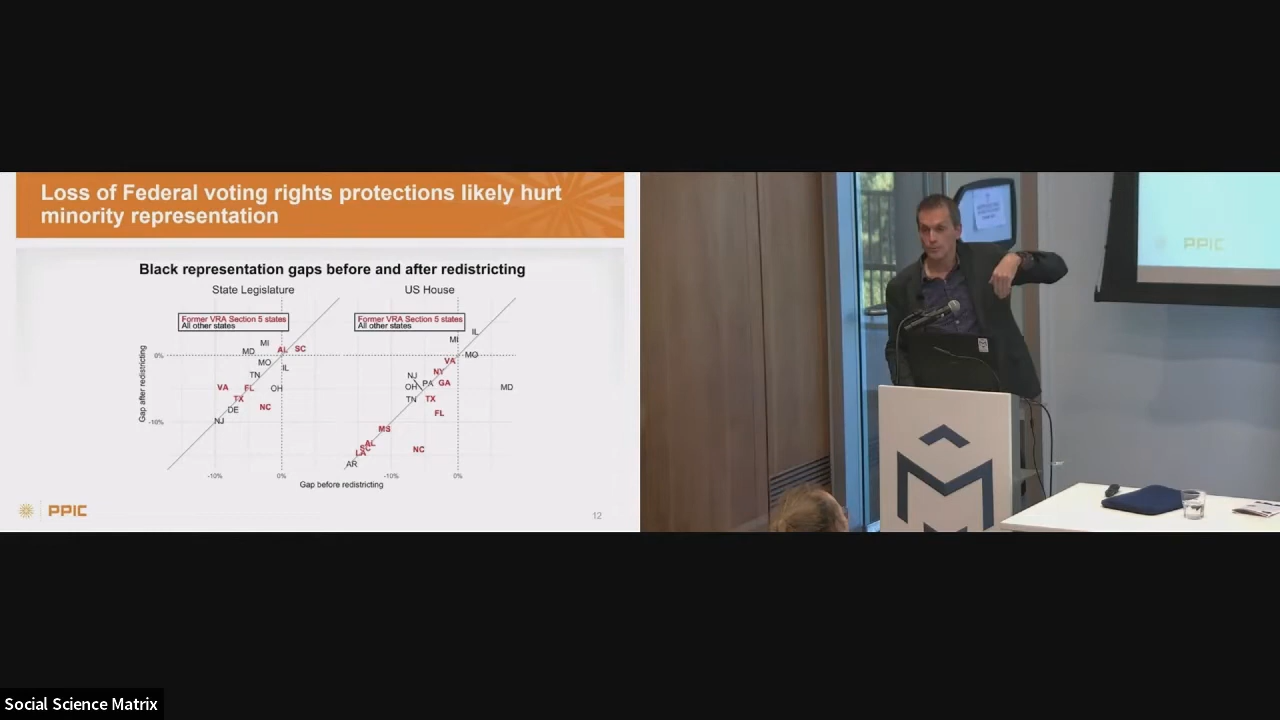 Loss of Federal voting rights protections likely hurt
minority representation
Black representation gaps before and after redistricting
State Legislature
US House
Former VRA Section 5 states
All other states
Former VRA Section 5 states
All other states
Gap after redistricting
0%
-10%
MI
MD
AL
SC
MO
IL
TN
VA
FL
OH
TX
DE
NC
NJ
IL
MI
MO
VA
NY
NJ
OH
PA
GA
MD
TN
TX
FL
MS
AL
SC
LA
AR
NC
-10%
0%
-10%
0%
Gap before redistricting
PPIC
12
PPIC
Social Science Matrix